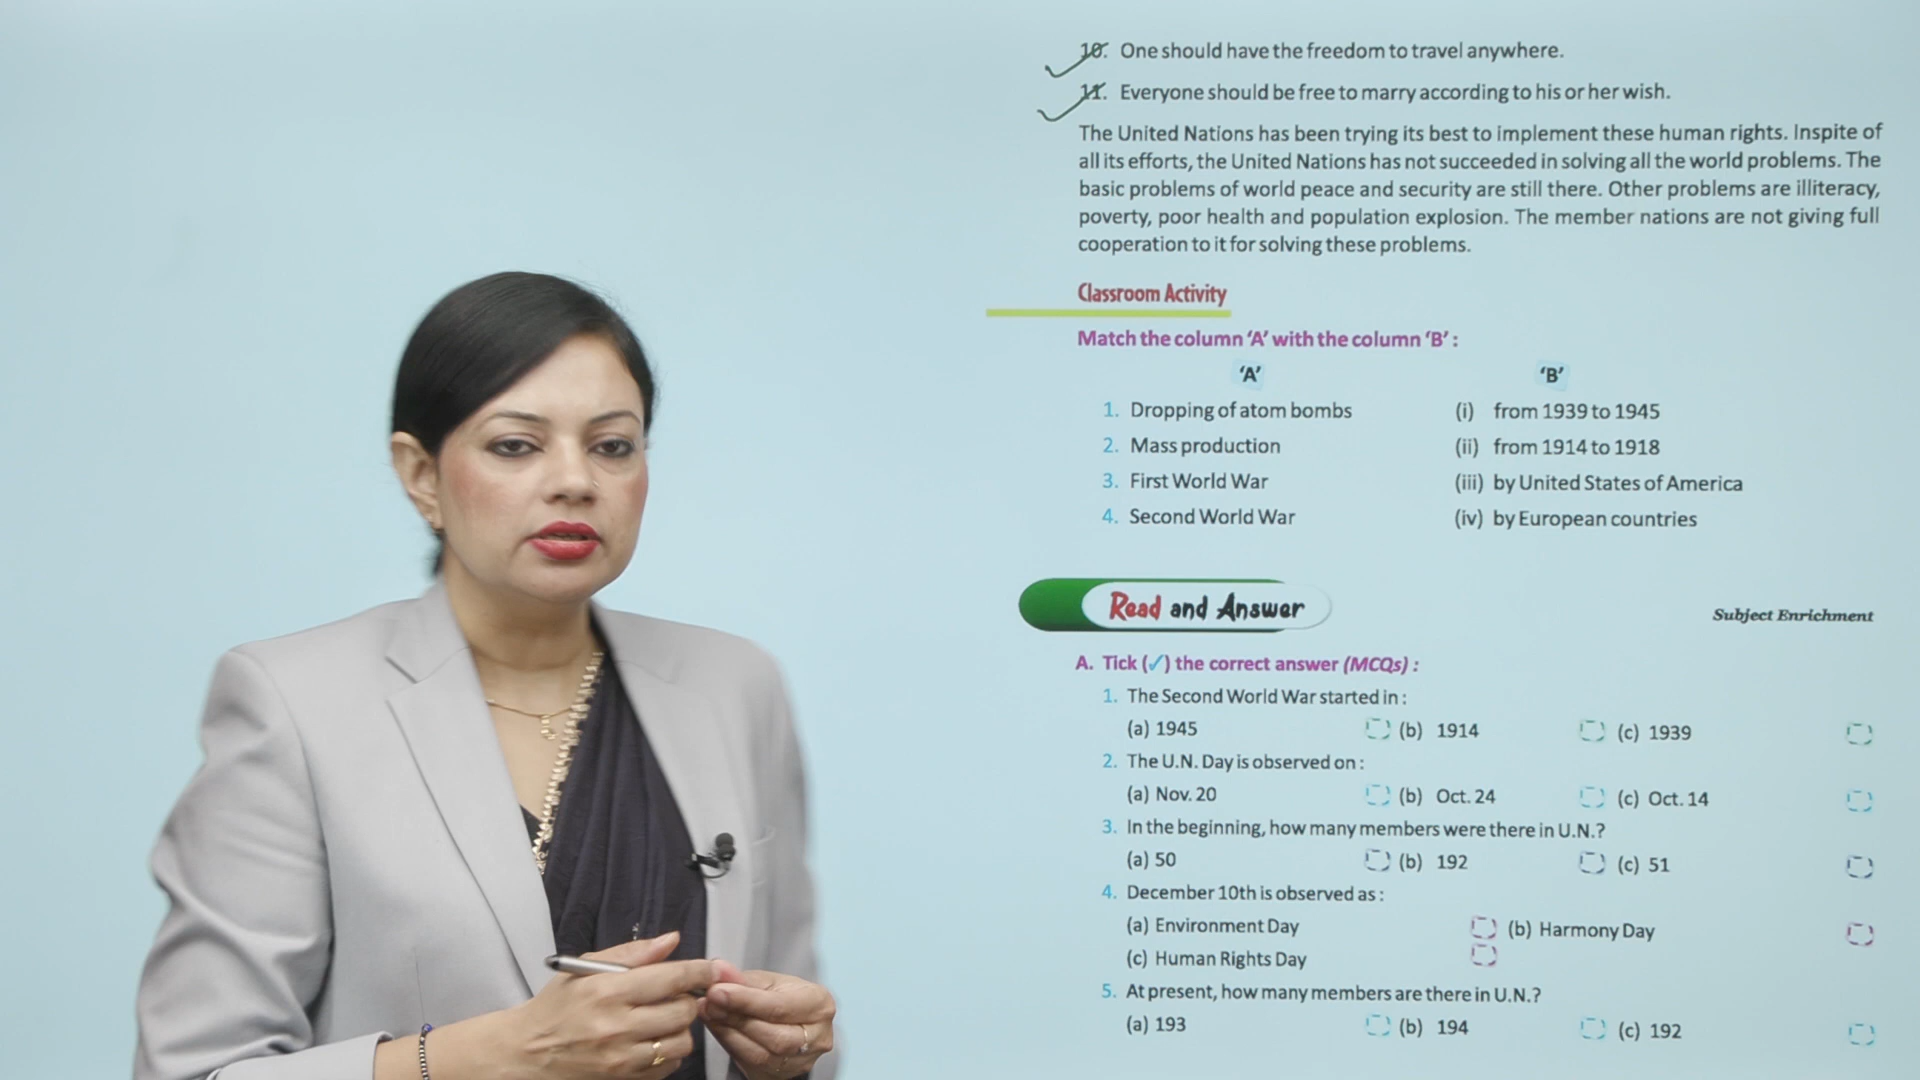 10. One should have the freedom to travel anywhere.
11. Everyone should be free to marry according to his or her wish.
The United Nations has been trying its best to implement these human rights. Inspite of
all its efforts, the United Nations has not succeeded in solving all the world problems. The
basic problems of world peace and security are still there. Other problems are illiteracy,
poverty, poor health and population explosion. The member nations are not giving full
cooperation to it for solving these problems.
Classroom Activity
Match the column ‘A’ with the column ‘B’ :
‘A’ ‘B’
1. Dropping of atom bombs (i) from 1939 to 1945
2. Mass production (ii) from 1914 to 1918
3. First World War (iii) by United States of America
4. Second World War (iv) by European countries
Read and Answer
Subject Enrichment
A. Tick (✓) the correct answer (MCQs) :
1. The Second World War started in :
(a) 1945 (b) 1914 (c) 1939
2. The U.N. Day is observed on :
(a) Nov. 20 (b) Oct. 24 (c) Oct. 14
3. In the beginning, how many members were there in U.N.?
(a) 50 (b) 192 (c) 51
4. December 10th is observed as :
(a) Environment Day (b) Harmony Day
(c) Human Rights Day
5. At present, how many members are there in U.N.?
(a) 193 (b) 194 (c) 192